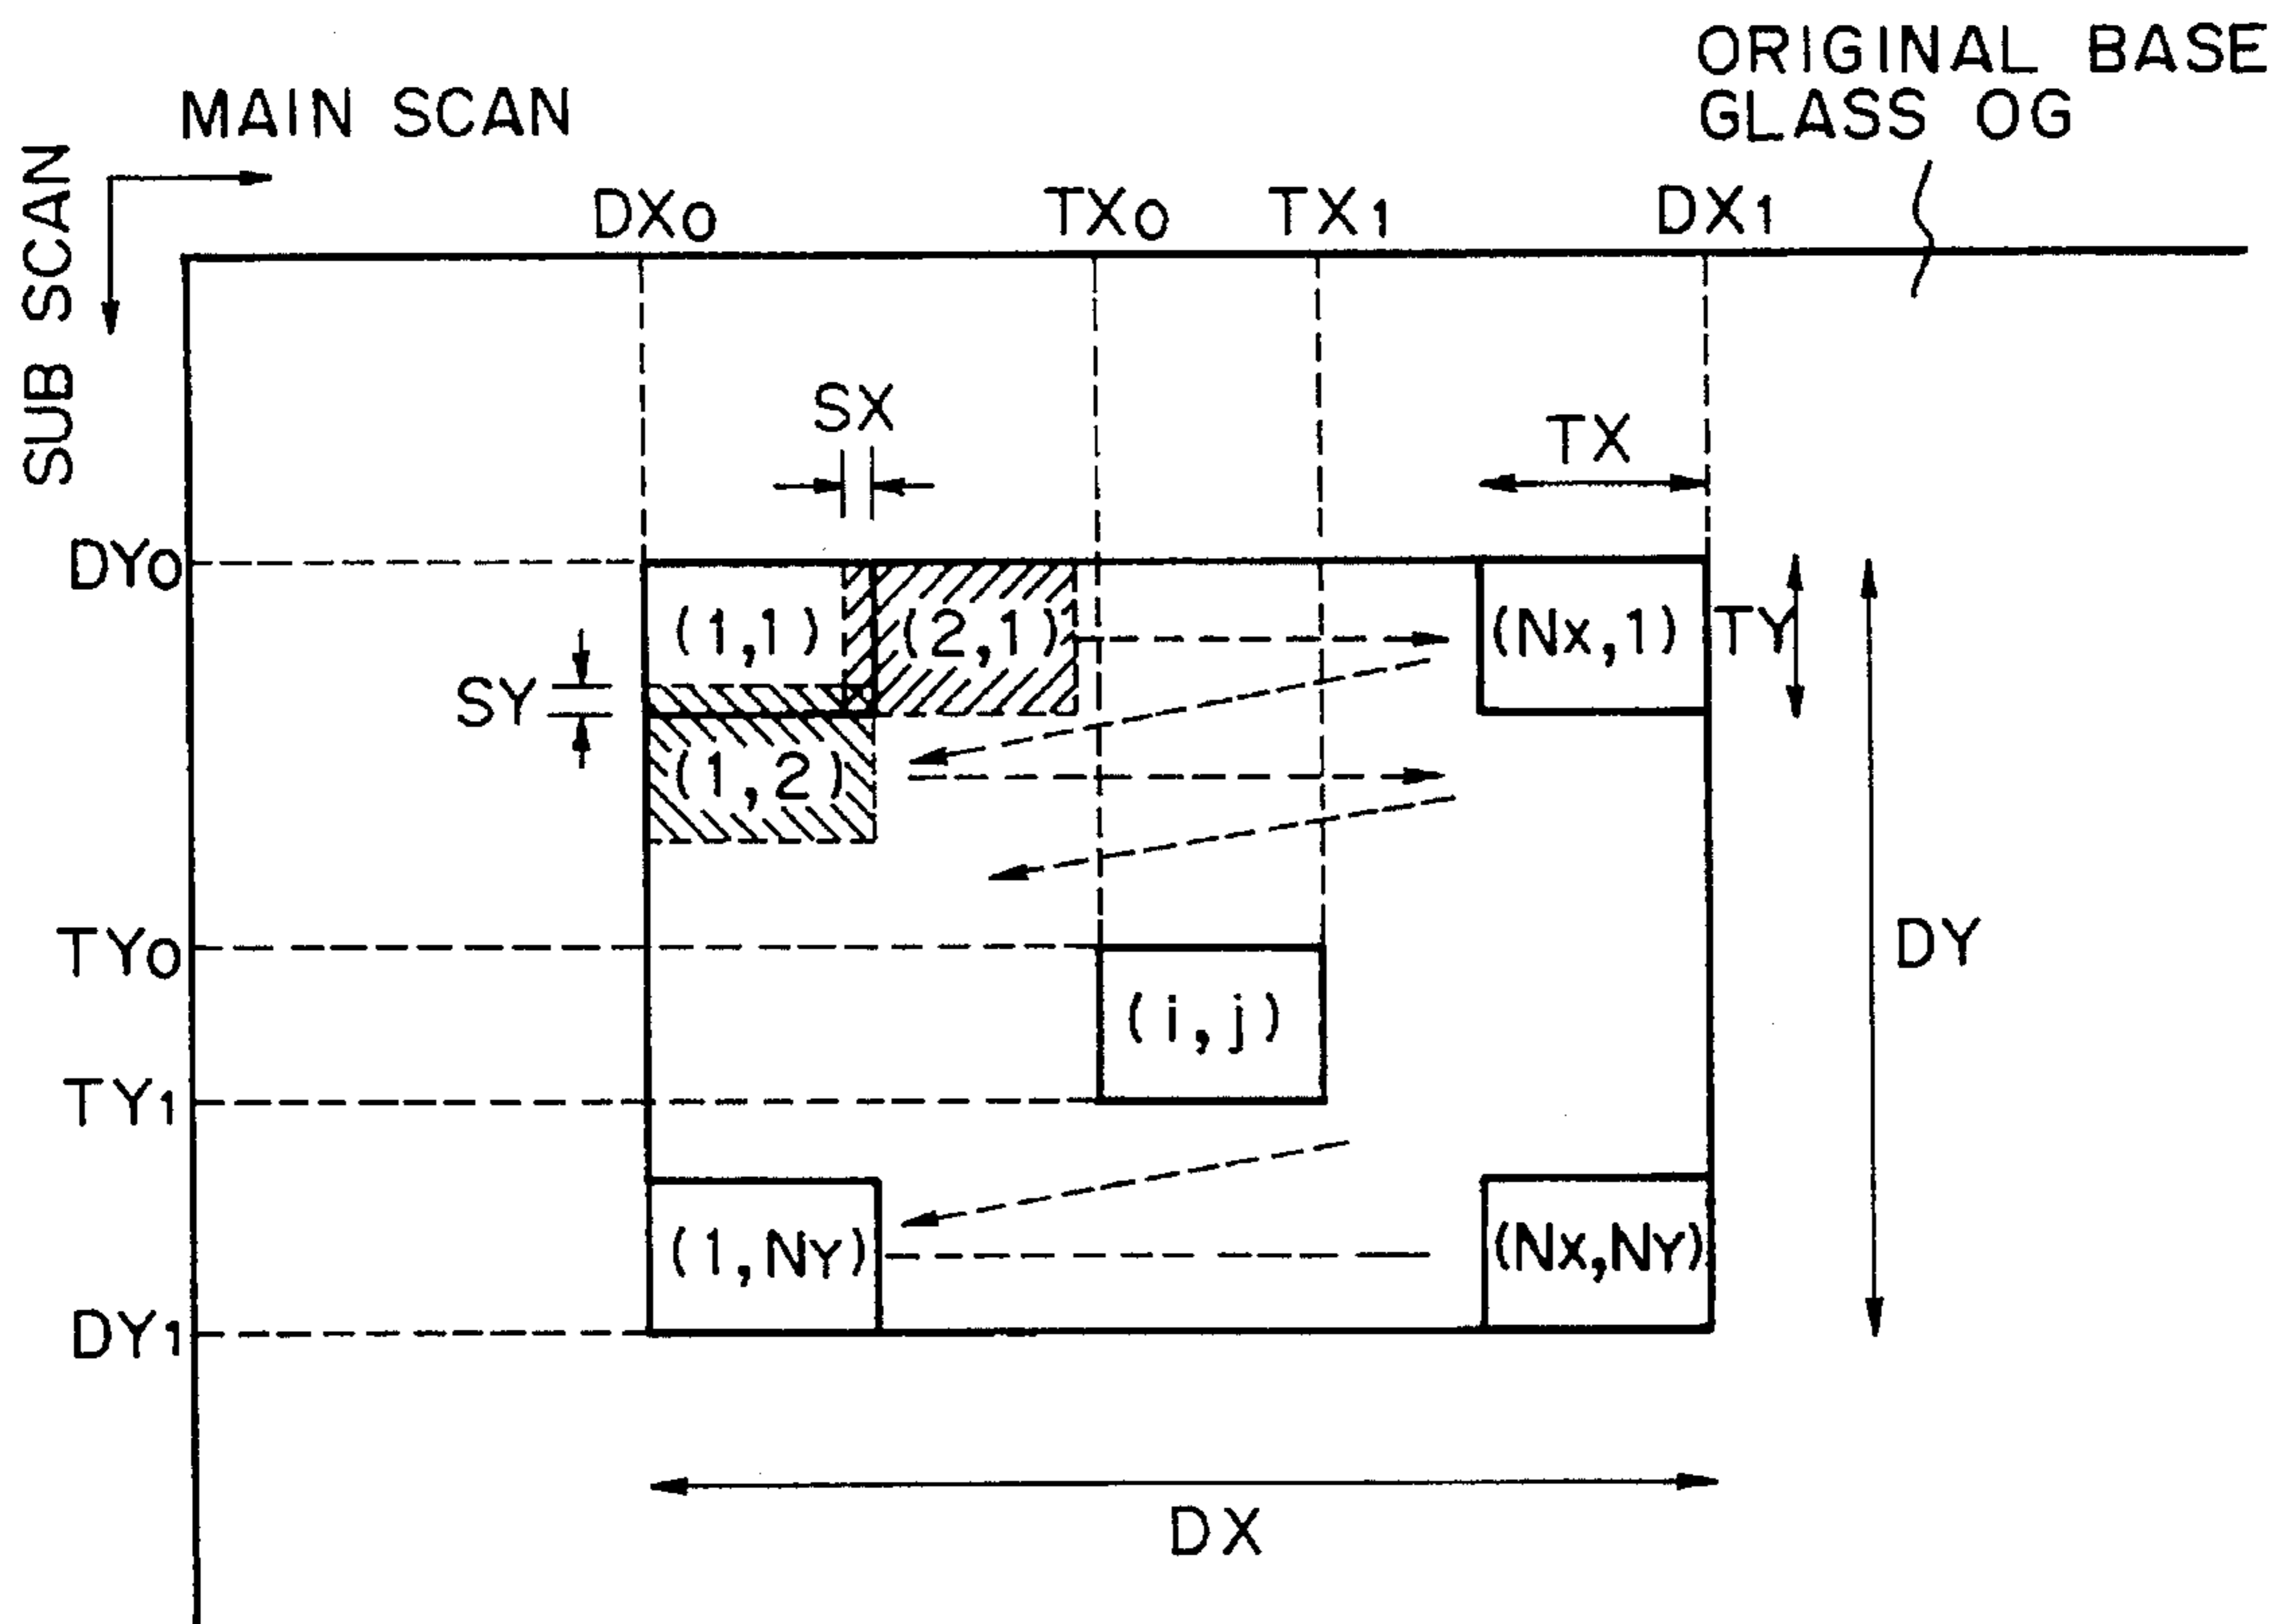 ORIGINAL BASE
GLASS OG
MAIN SCAN
SUB SCAN
DX0
TX0
TX1
DX1
SX
TX
DY0
(1,1)
(2,1)
(NX,1)
TY
SY
(1,2)
TY0
DY
(i,j)
TY1
(1,NY)
(NX,NY)
DY1
DX